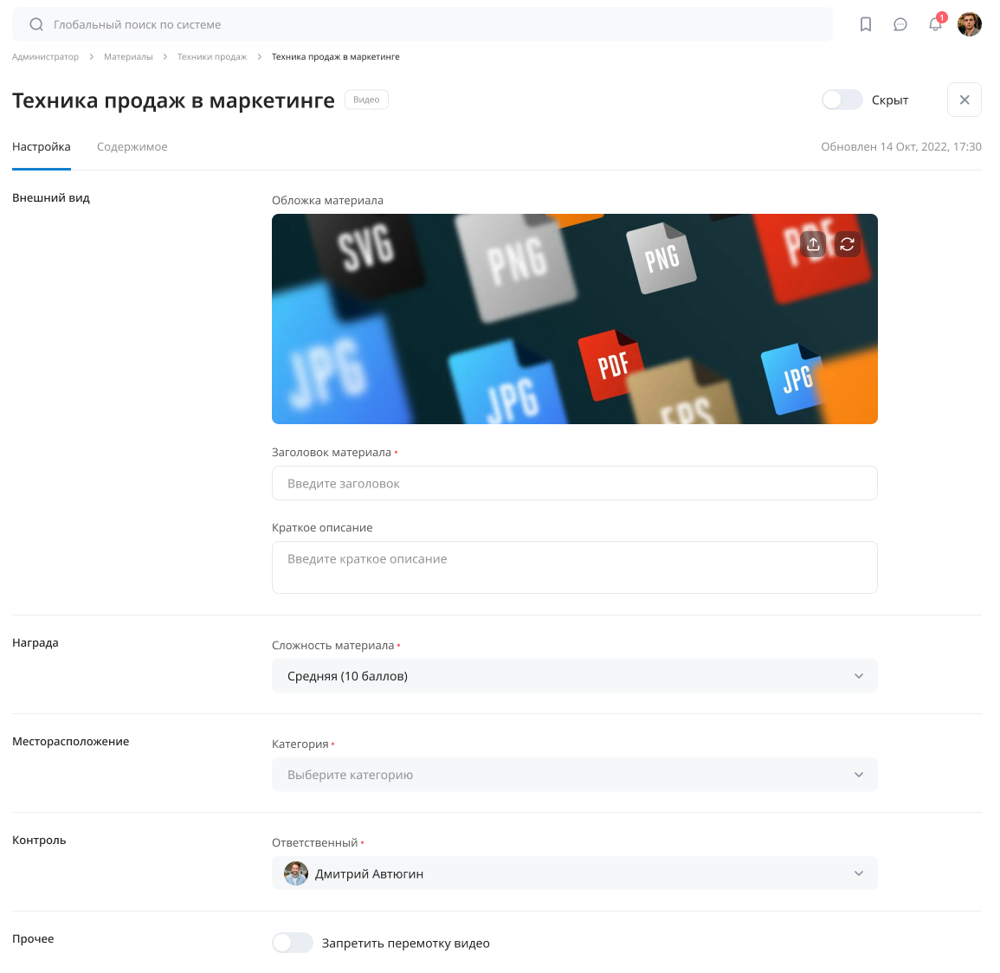 Глобальный поиск по системе
1
Администратор > Материалы > Техники продаж > Техника продаж в маркетинге
Техника продаж в маркетинге Видео
Скрыт
Настройка Содержимое
Обновлен 14 Окт, 2022, 17:30
Внешний вид
Обложка материала
SVG
PNG
PNG
PDF
JPG
JPG
PDF
EPS
JPG
Заголовок материала •
Введите заголовок
Краткое описание
Введите краткое описание
Награда
Сложность материала •
Средняя (10 баллов)
Месторасположение
Категория •
Выберите категорию
Контроль
Ответственный •
Дмитрий Автюгин
Прочее
Запретить перемотку видео